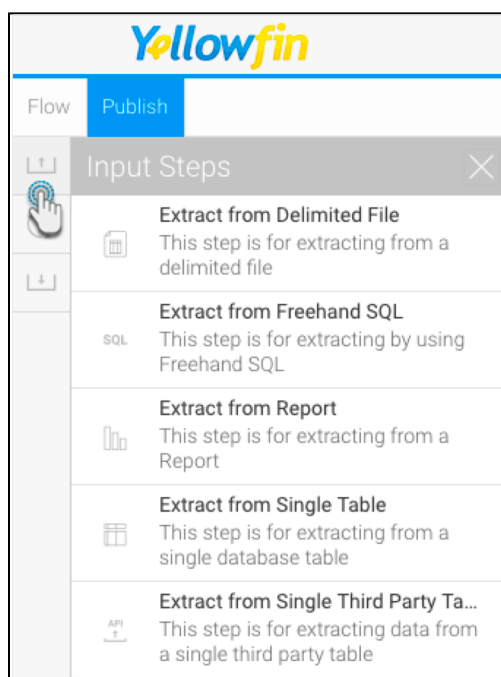 Yellowfin
Flow Publish
Input Steps
Extract from Delimited File
This step is for extracting from a
delimited file
SQL
Extract from Freehand SQL
This step is for extracting by using
Freehand SQL
Extract from Report
This step is for extracting from a
Report
Extract from Single Table
This step is for extracting from a
single database table
API
Extract from Single Third Party Ta...
This step is for extracting data from
a single third party table